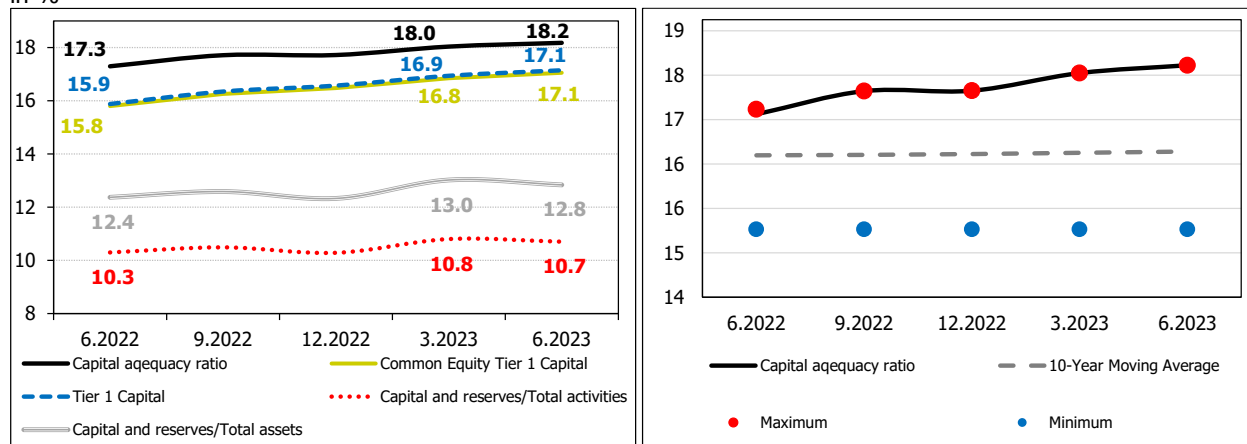 in %
18
16
14
12
10
8
17.3
18.0
18.2
15.9
16.9
17.1
15.8
16.8
17.1
12.4
13.0
12.8
10.3
10.8
10.7
6.2022 9.2022 12.2022 3.2023 6.2023
Capital aqequacy ratio
Common Equity Tier 1 Capital
Tier 1 Capital
Capital and reserves/Total activities
Capital and reserves/Total assets
19
18
17
16
16
15
14
6.2022 9.2022 12.2022 3.2023 6.2023
Capital aqequacy ratio
10-Year Moving Average
Maximum
Minimum